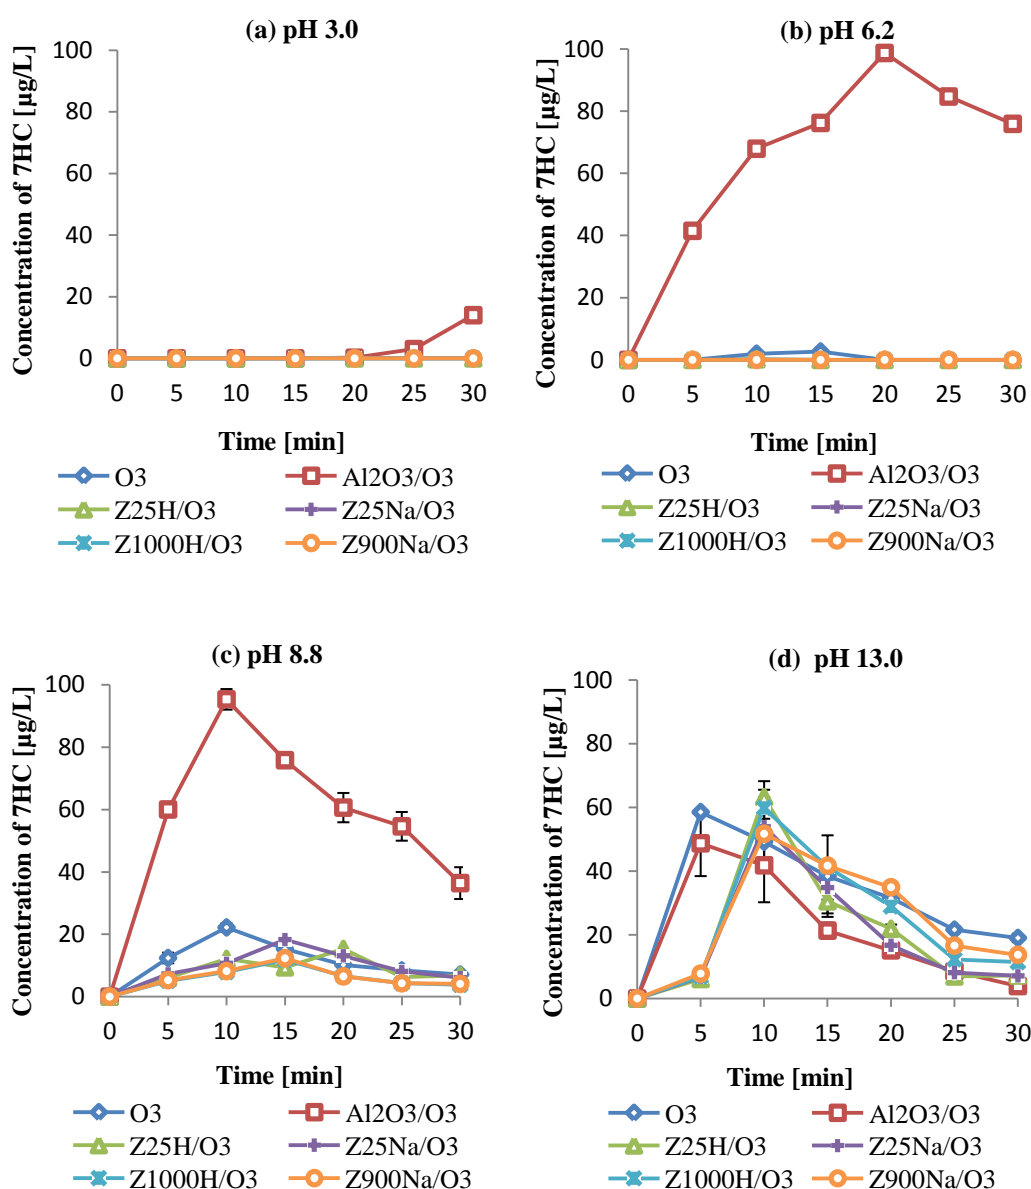 (a) pH 3.0
Concentration of 7HC [µg/L]
100
80
60
40
20
0
0 5 10 15 20 25 30
Time [min]
O3 Al2O3/O3
Z25H/O3 Z25Na/O3
Z1000H/O3 Z900Na/O3
(b) pH 6.2
Concentration of 7HC [µg/L]
100
80
60
40
20
0
0 5 10 15 20 25 30
Time [min]
O3 Al2O3/O3
Z25H/O3 Z25Na/O3
Z1000H/O3 Z900Na/O3
(c) pH 8.8
Concentration of 7HC [µg/L]
100
80
60
40
20
0
0 5 10 15 20 25 30
Time [min]
O3 Al2O3/O3
Z25H/O3 Z25Na/O3
Z1000H/O3 Z900Na/O3
(d) pH 13.0
Concentration of 7HC [µg/L]
100
80
60
40
20
0
0 5 10 15 20 25 30
Time [min]
O3 Al2O3/O3
Z25H/O3 Z25Na/O3
Z1000H/O3 Z900Na/O3